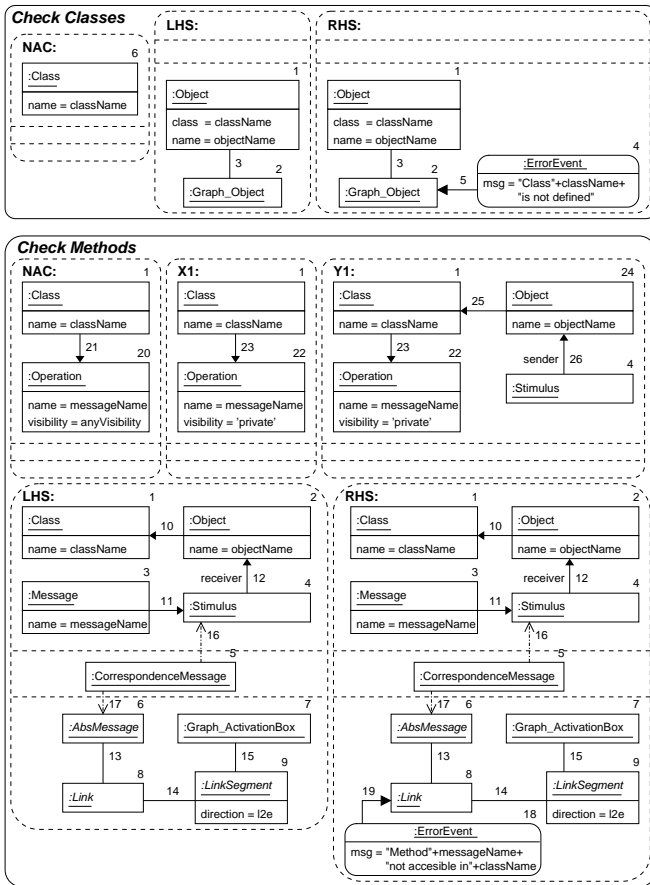 Check Classes
NAC:
6
:Class
name = className
LHS:
1
:Object
class = className
name = objectName
3
2
:Graph_Object
RHS:
1
:Object
class = className
name = objectName
3
2
:Graph_Object
5
4
:ErrorEvent
msg = "Class"+className+
"is not defined"
Check Methods
NAC:
1
:Class
name = className
21
20
:Operation
name = messageName
visibility = anyVisibility
X1:
1
:Class
name = className
23
22
:Operation
name = messageName
visibility = 'private'
Y1:
1
:Class
name = className
23
22
:Operation
name = messageName
visibility = 'private'
25
24
:Object
name = objectName
sender
26
4
:Stimulus
LHS:
1
:Class
name = className
10
2
:Object
name = objectName
receiver
12
3
:Message
name = messageName
11
4
:Stimulus
16
5
:CorrespondenceMessage
17
6
:AbsMessage
7
:Graph_ActivationBox
13
15
8
:Link
14
9
:LinkSegment
direction = l2e
RHS:
1
:Class
name = className
10
2
:Object
name = objectName
receiver
12
3
:Message
name = messageName
11
4
:Stimulus
16
5
:CorrespondenceMessage
17
6
:AbsMessage
7
:Graph_ActivationBox
13
15
19
8
:Link
14
9
:LinkSegment
direction = l2e
18
:ErrorEvent
msg = "Method"+messageName+
"not accesible in"+className